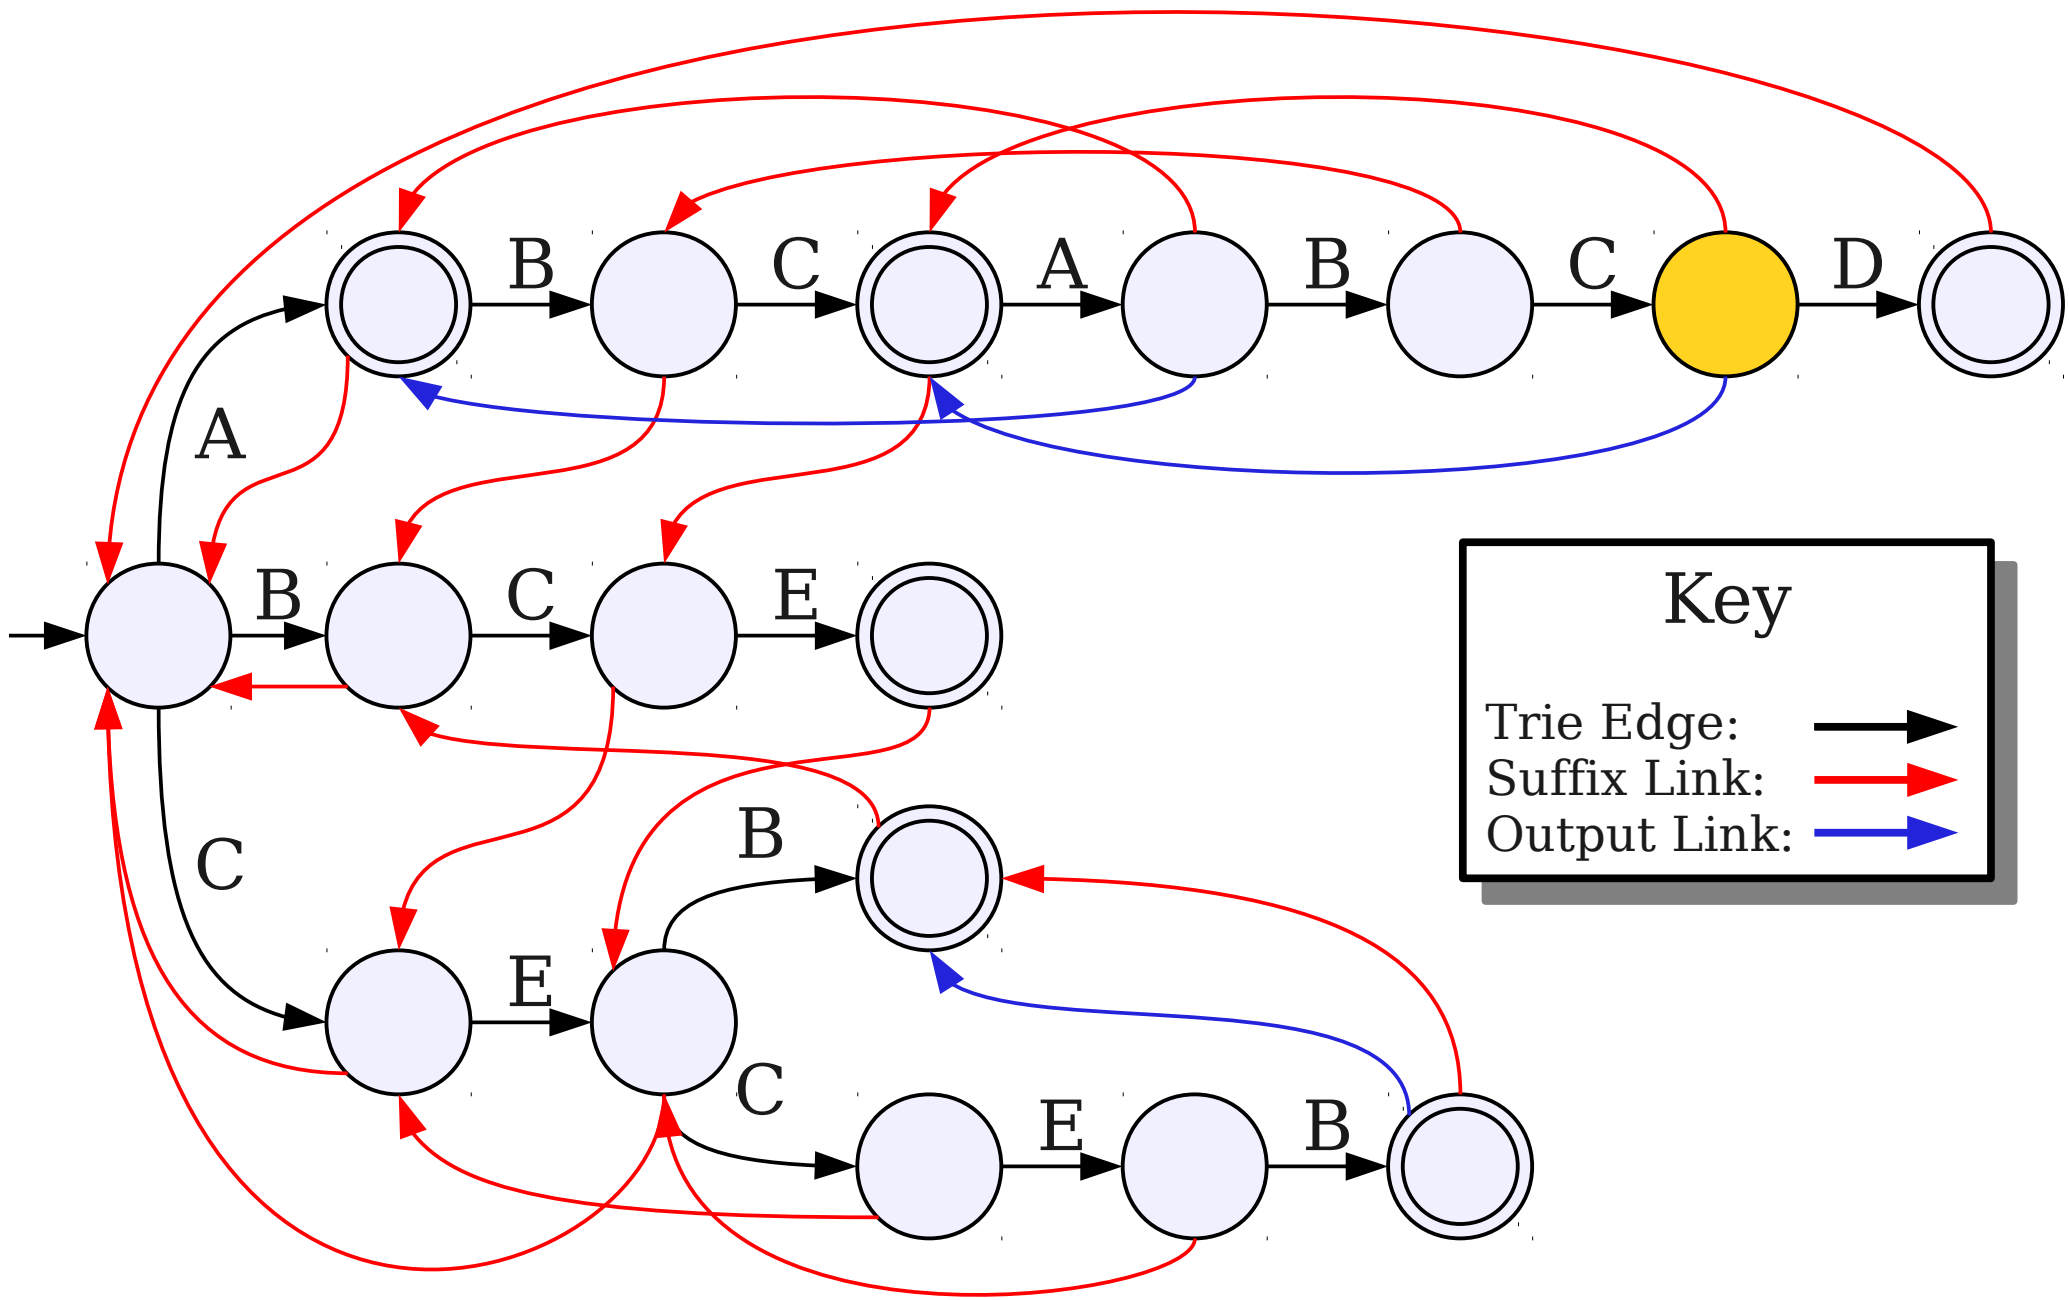 B C A B C D
A
B C E
Key
Trie Edge:
Suffix Link:
Output Link:
B
C
E
C
E B